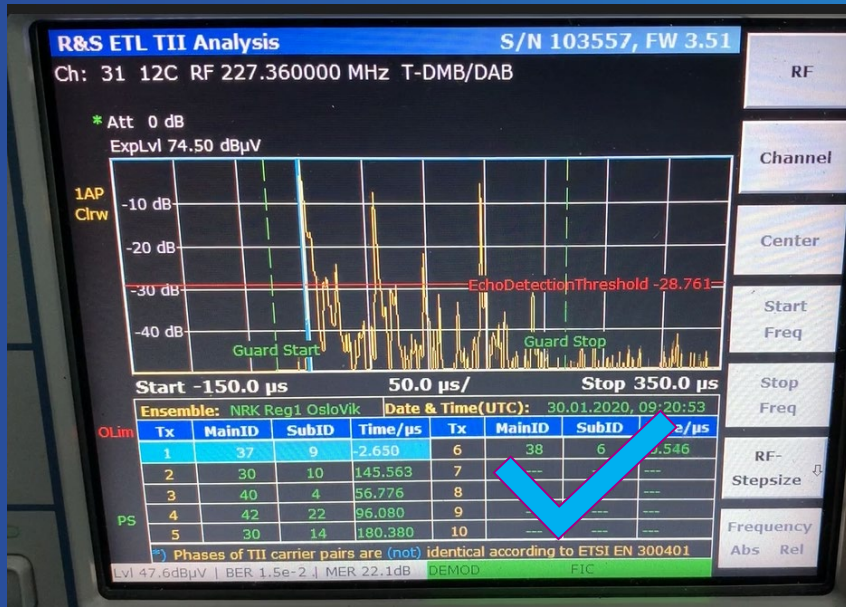 R&S ETL TII Analysis S/N 103557, FW 3.51
Ch: 31 12C RF 227.360000 MHz T-DMB/DAB
* Att 0 dB
ExpLvl 74.50 dBµV
1AP
Clrw
-10 dB
-20 dB
EchoDetectionThreshold -28.761
-30 dB
-40 dB
Guard Start
Guard Stop
Start -150.0 µs 50.0 µs/ Stop 350.0 µs
Ensemble: NRK Reg1 OsloVik Date & Time(UTC): 30.01.2020, 09:20:53
OLim
Tx MainID SubID Time/µs Tx MainID SubID
1 37 9 -2.650 6 38 6
2 30 10 145.563 7 --- ---
3 40 4 56.776 8 ---
4 42 22 96.080 9 --- ---
PS
5 30 14 180.380 10 --- ---
*) Phases of TII carrier pairs are (not) identical according to ETSI EN 300401
Lvl 47.6dBµV | BER 1.5e-2 | MER 22.1dB DEMOD FIC
RF
Channel
Center
Start
Freq
Stop
Freq
RF-
Stepsize
Frequency
Abs Rel